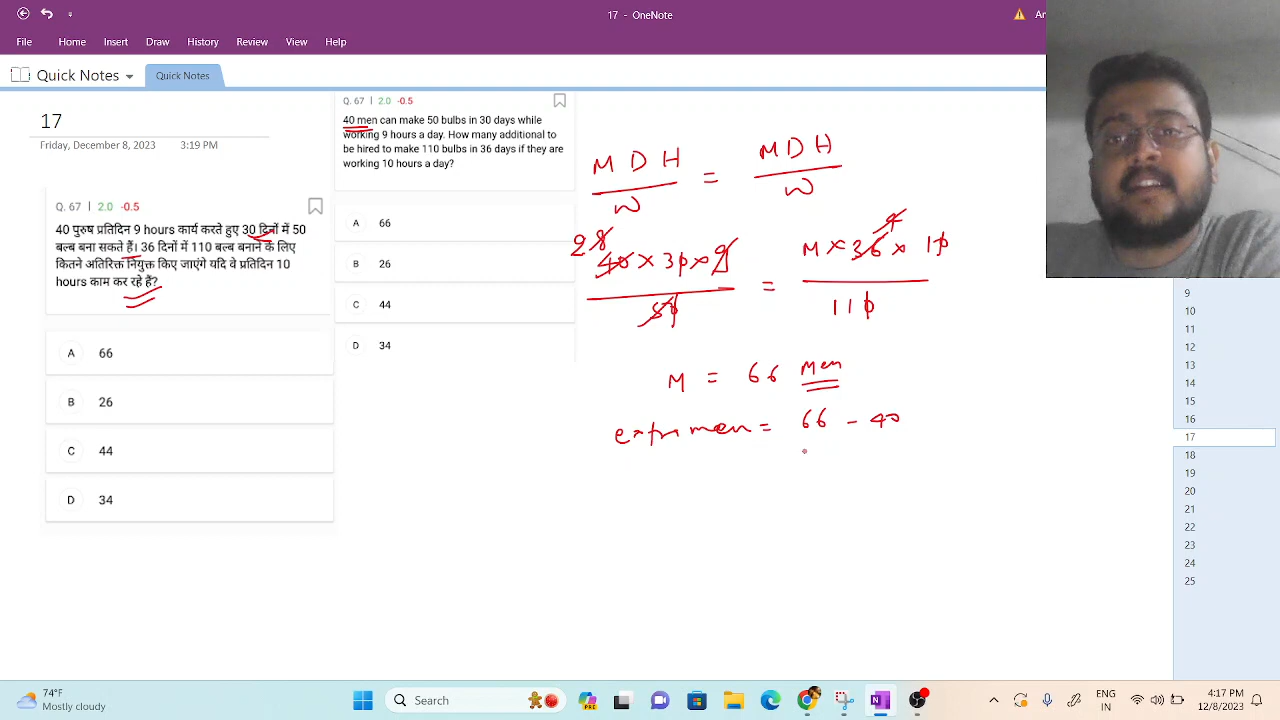 17 - OneNote
File Home Insert Draw History Review View Help
Quick Notes
Quick Notes
17
Friday, December 8, 2023 3:19 PM
Q. 67 | 2.0 -0.5
40 पुरुष प्रतिदिन 9 hours कार्य करते हुए 30 दिनों में 50
बल्ब बना सकते हैं। 36 दिनों में 110 बल्ब बनाने के लिए
कितने अतिरिक्त नियुक्त किए जाएंगे यदि वे प्रतिदिन 10
hours काम कर रहे हैं?
A 66
B 26
C 44
D 34
Q. 67 | 2.0 -0.5
40 men can make 50 bulbs in 30 days while
working 9 hours a day. How many additional to
be hired to make 110 bulbs in 36 days if they are
working 10 hours a day?
A 66
B 26
C 44
D 34
M D H = M D H
W W
2 8 4
40 × 30 × 9 = M × 36 × 10
50 110
M = 66 Men
extra men = 66 - 40
9
10
11
12
13
14
15
16
17
18
19
20
21
22
23
24
25
74°F
Mostly cloudy
Search
ENG
IN
4:17 PM
12/8/2023